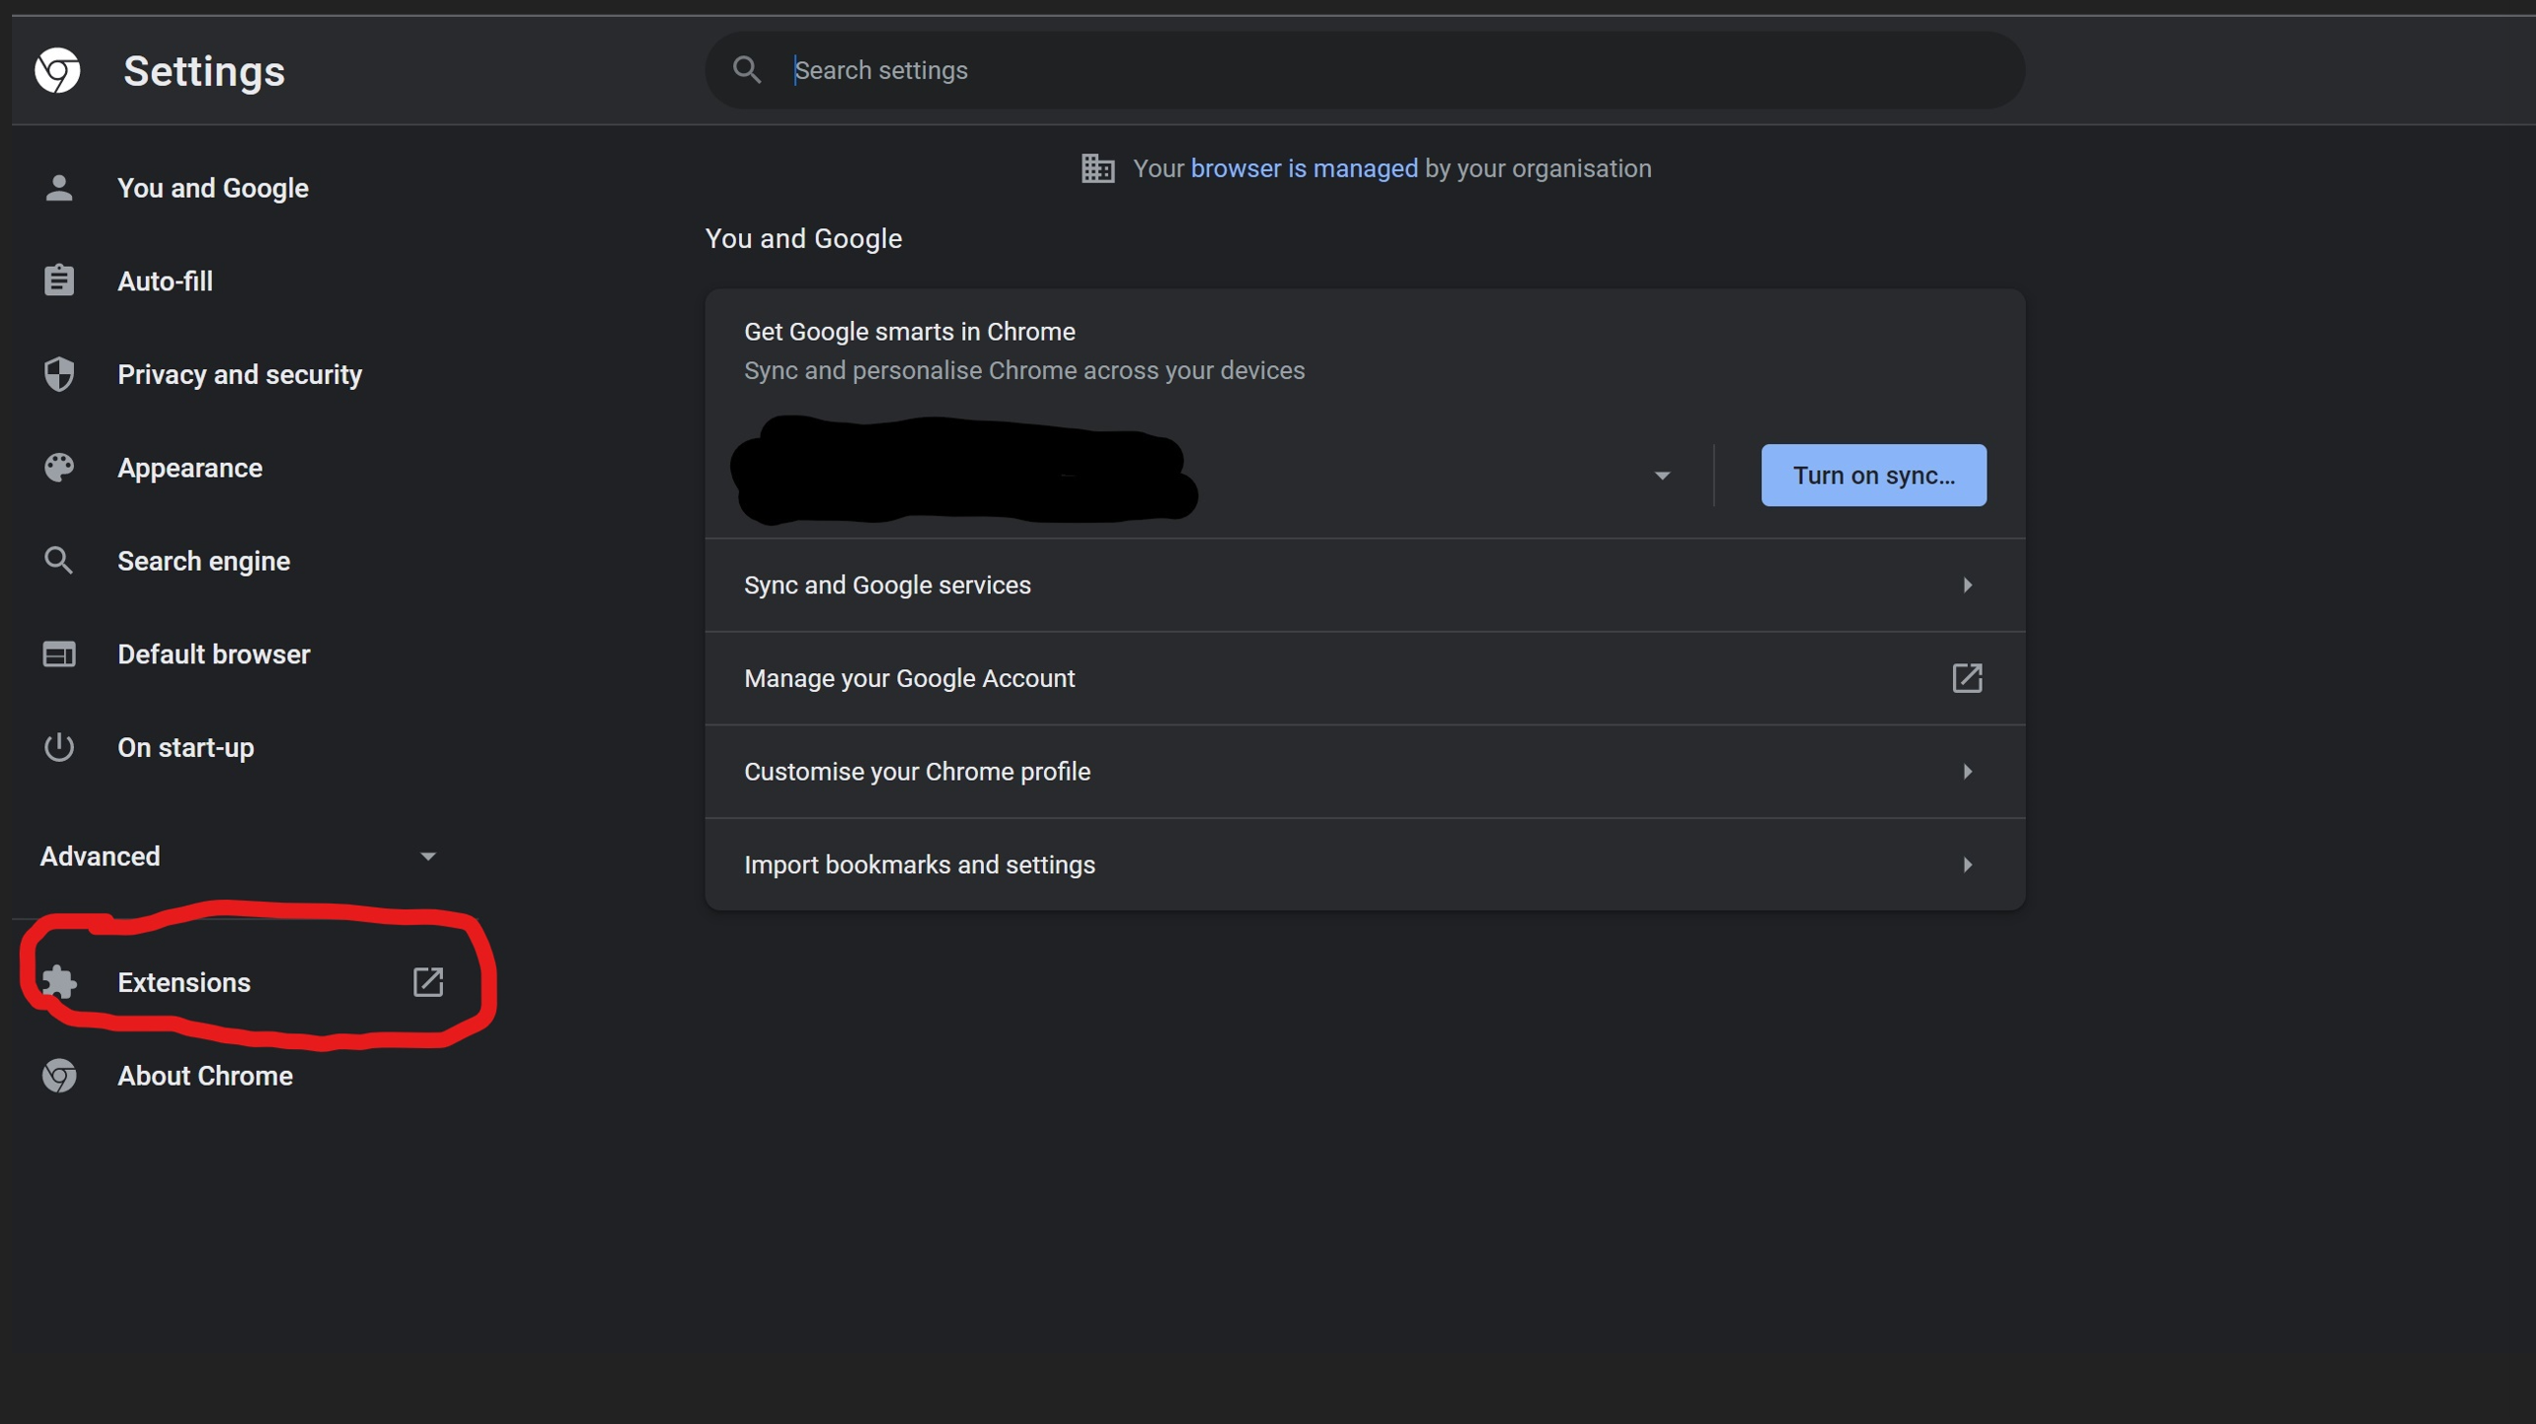 Settings
Search settings
You and Google
Auto-fill
Privacy and security
Appearance
Search engine
Default browser
On start-up
Advanced
Extensions
About Chrome
Your browser is managed by your organisation
You and Google
Get Google smarts in Chrome
Sync and personalise Chrome across your devices
Turn on sync...
Sync and Google services
Manage your Google Account
Customise your Chrome profile
Import bookmarks and settings